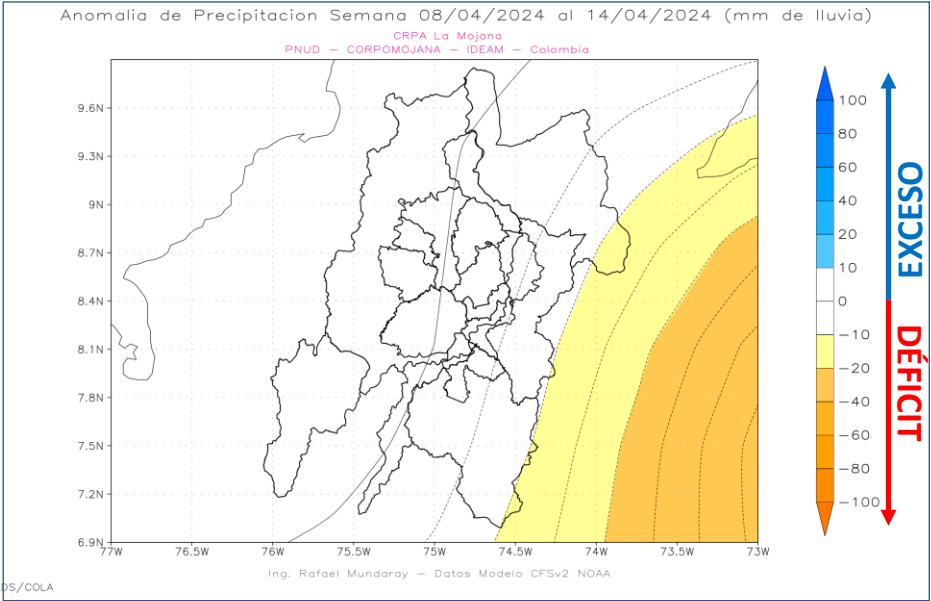 Anomalia de Precipitacion Semana 08/04/2024 al 14/04/2024 (mm de lluvia)
CRPA La Mojana
PNUD – CORPOMOJANA – IDEAM – Colombia
9.6N
9.3N
9N
8.7N
8.4N
8.1N
7.8N
7.5N
7.2N
6.9N
77W 76.5W 76W 75.5W 75W 74.5W 74W 73.5W 73W
100
80
60
40
20
10
0
−10
−20
−40
−60
−80
−100
EXCESO
DÉFICIT
Ing. Rafael Mundaray – Datos Modelo CFSv2 NOAA
DS/COLA